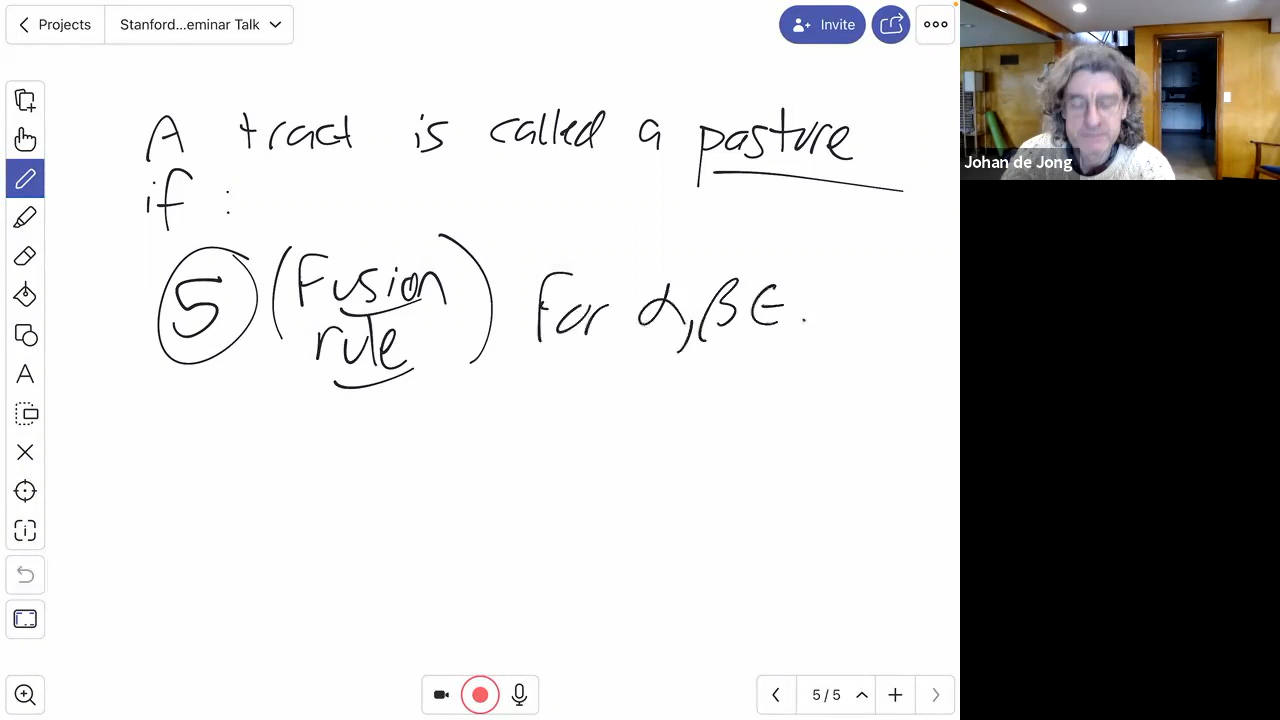 Projects
Stanford...eminar Talk
Invite
A tract is called a pasture
if :
5 (Fusion rule) For α,β ∈ .
A
5 / 5
Johan de Jong